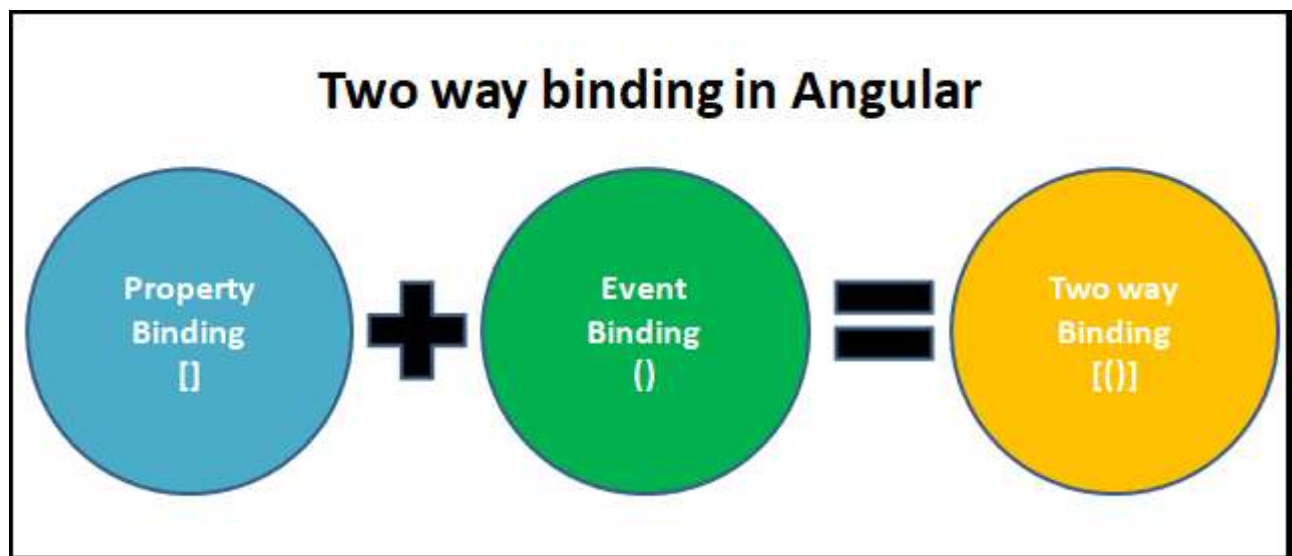 Two way binding in Angular
Property
Binding
[]
Event
Binding
()
Two way
Binding
[()]